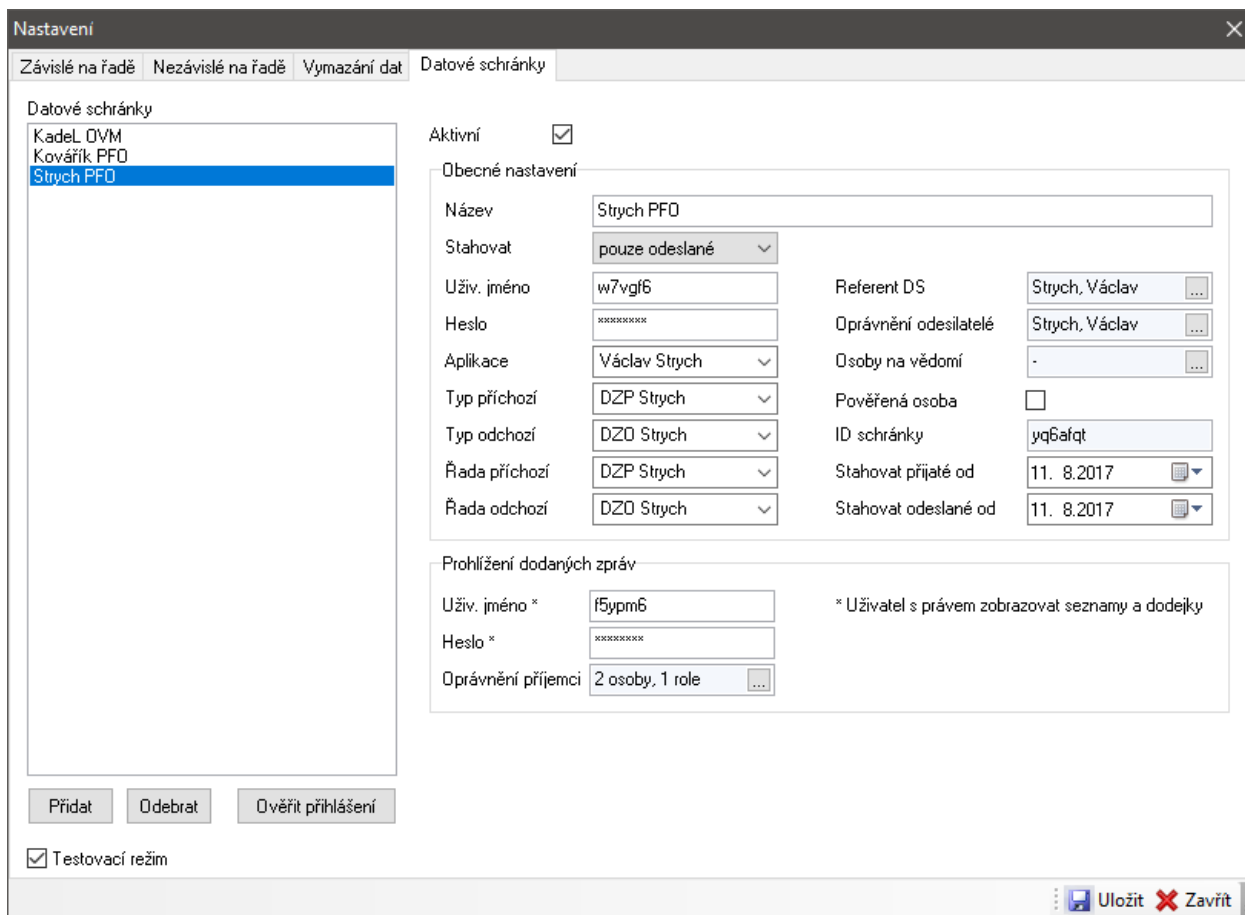 Nastavení
Závislé na řadě Nezávislé na řadě Vymazání dat Datové schránky
Datové schránky
KadeL OVM
Kovářík PFO
Strych PFO
Přidat Odebrat Ověřit přihlášení
Testovací režim
Aktivní
Obecné nastavení
Název Strych PFO
Stahovat pouze odeslané
Uživ. jméno w7vgf6 Referent DS Strych, Václav ...
Heslo ******** Oprávnění odesilatelé Strych, Václav ...
Aplikace Václav Strych Osoby na vědomí - ...
Typ příchozí DZP Strych Pověřená osoba
Typ odchozí DZO Strych ID schránky yq6afqt
Řada příchozí DZP Strych Stahovat přijaté od 11. 8.2017
Řada odchozí DZO Strych Stahovat odeslané od 11. 8.2017
Prohlížení dodaných zpráv
Uživ. jméno * f5ypm6 * Uživatel s právem zobrazovat seznamy a dodejky
Heslo * ********
Oprávnění příjemci 2 osoby, 1 role ...
Uložit Zavřít